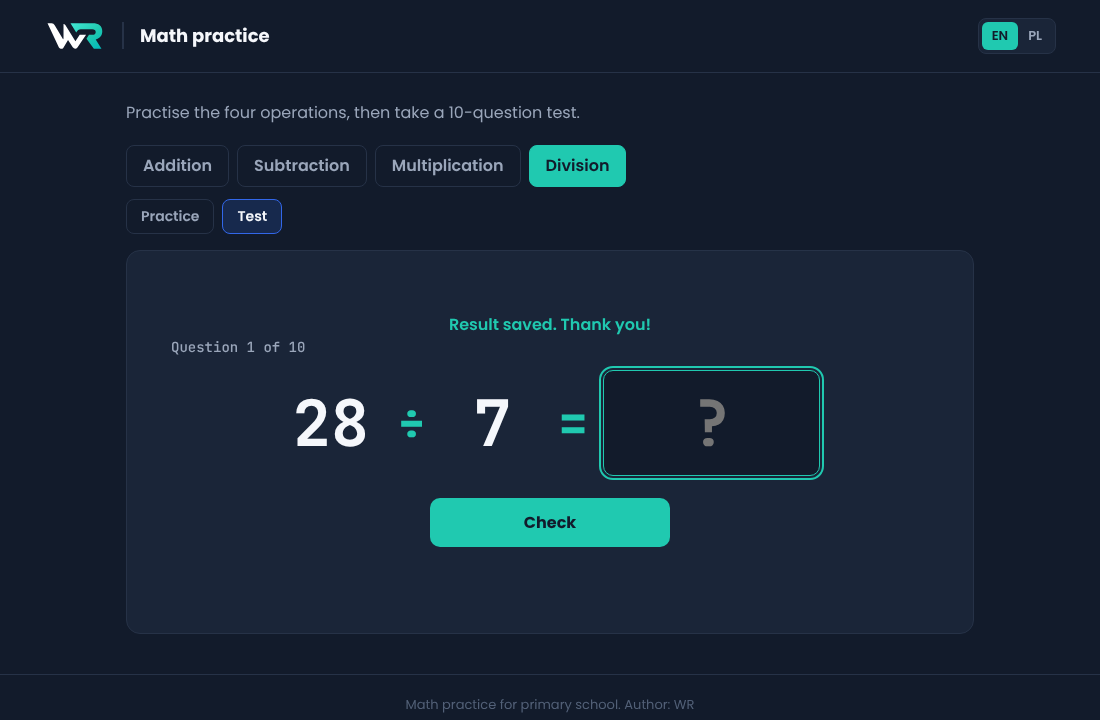 WR Math practice EN PL
Practise the four operations, then take a 10-question test.
Addition Subtraction Multiplication Division
Practice Test
Result saved. Thank you!
Question 1 of 10
28 ÷ 7 = ?
Check
Math practice for primary school. Author: WR